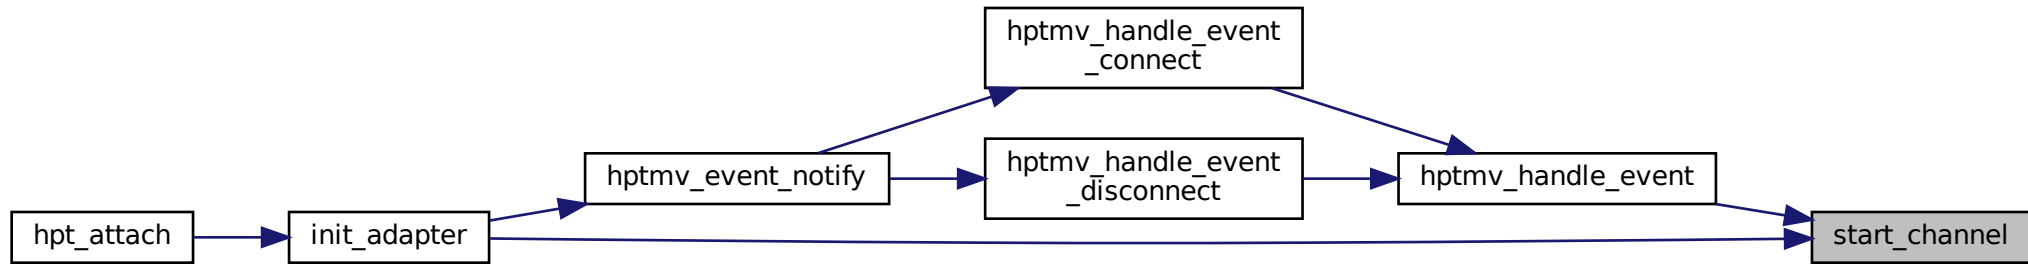 hptmv_handle_event
_connect
hptmv_event_notify
hptmv_handle_event
_disconnect
hptmv_handle_event
hpt_attach
init_adapter
start_channel